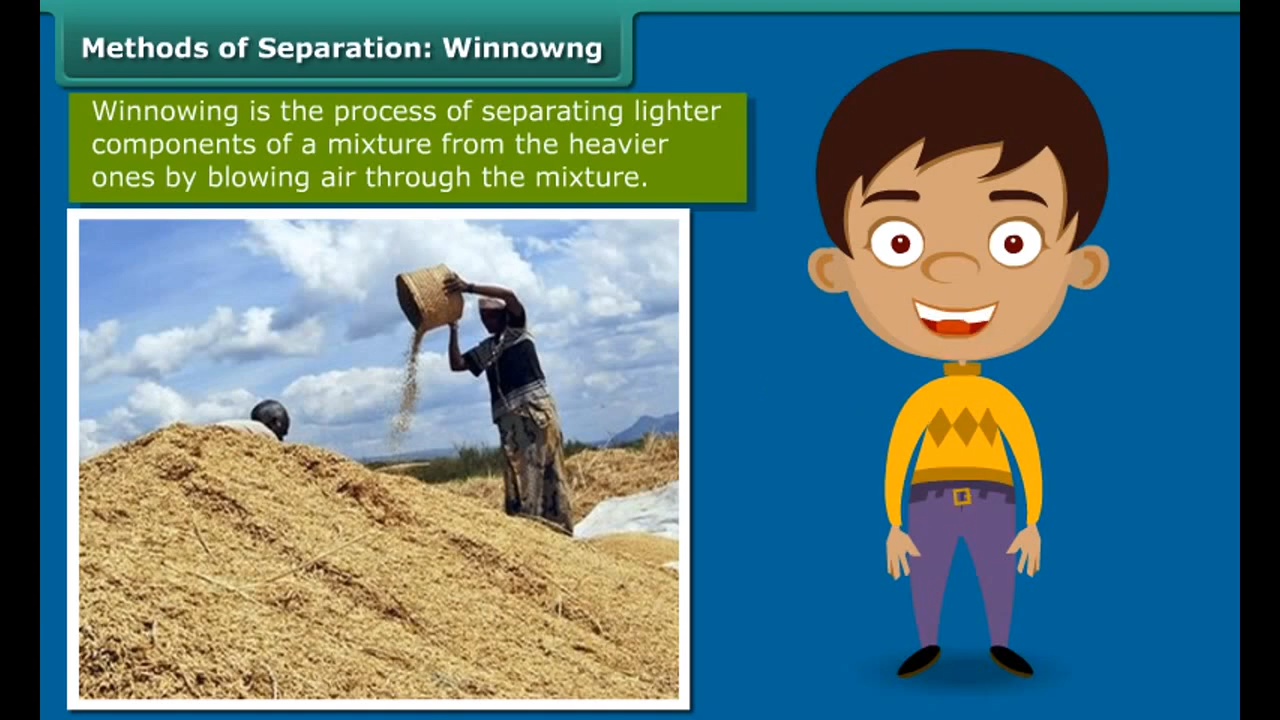 Methods of Separation: Winnowng
Winnowing is the process of separating lighter
components of a mixture from the heavier
ones by blowing air through the mixture.